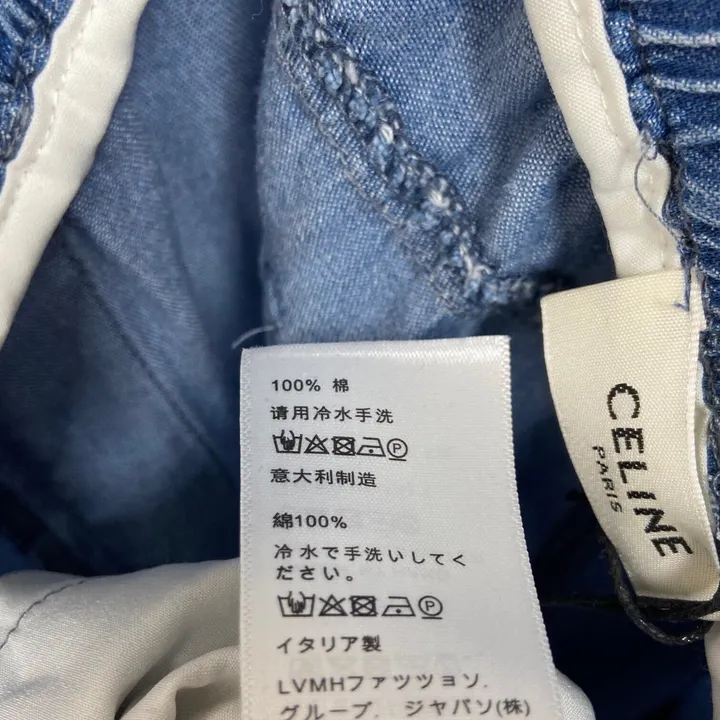 100% 棉
请用冷水手洗
意大利制造
綿100%
冷水で手洗いしてく
ださい。
イタリア製
LVMHファツツョン.
グループ. ジャパン(株)
CELINE
PARIS